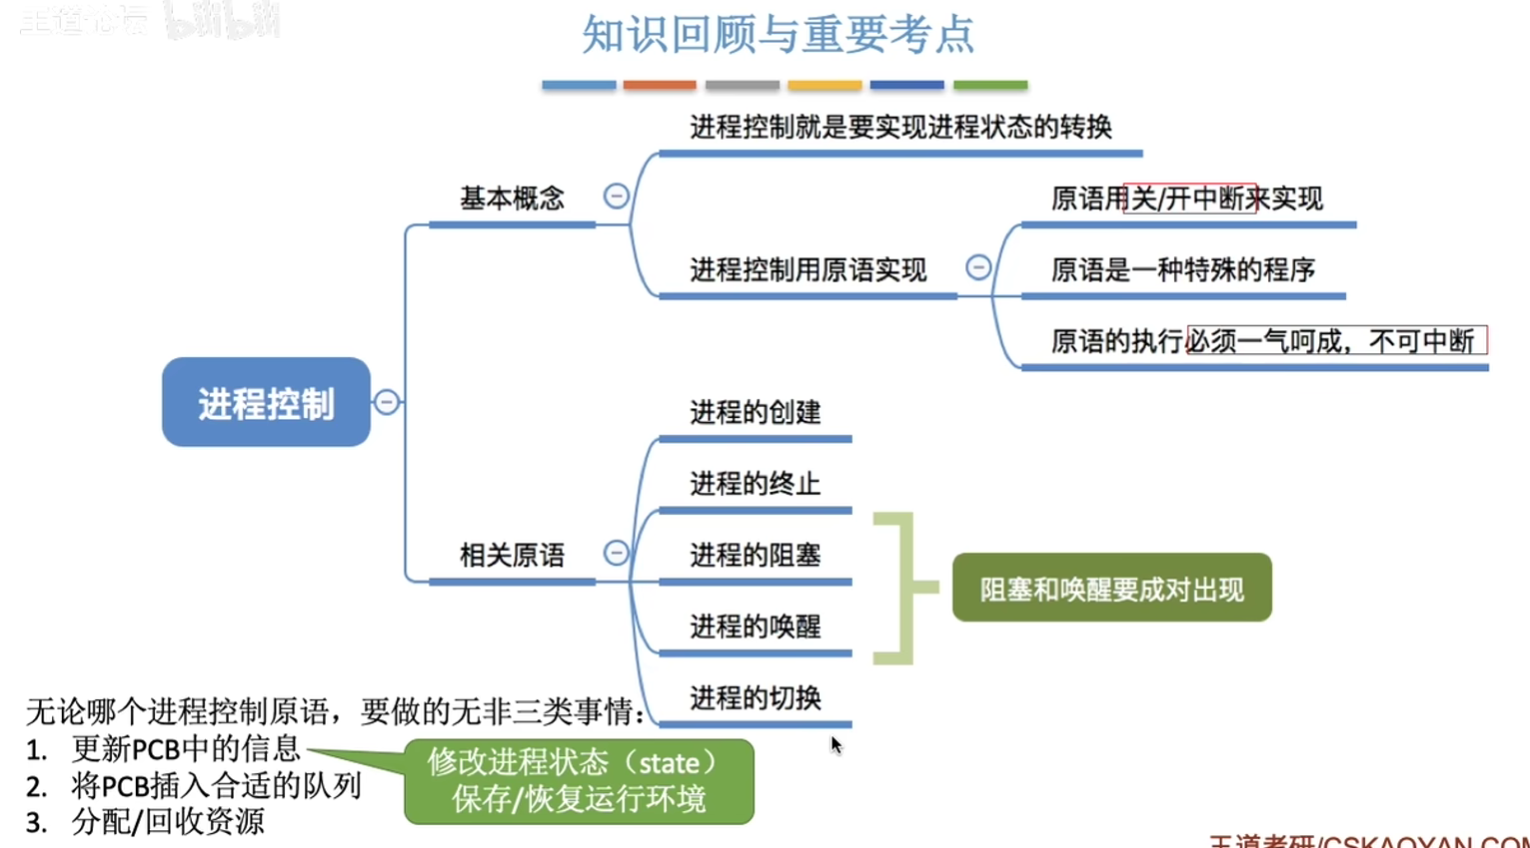 王道论坛 bilibili
知识回顾与重要考点
进程控制就是要实现进程状态的转换
基本概念
原语用关/开中断来实现
进程控制用原语实现
原语是一种特殊的程序
原语的执行必须一气呵成，不可中断
进程控制
进程的创建
进程的终止
相关原语
进程的阻塞
阻塞和唤醒要成对出现
进程的唤醒
进程的切换
无论哪个进程控制原语，要做的无非三类事情：
1. 更新PCB中的信息
修改进程状态（state）
保存/恢复运行环境
2. 将PCB插入合适的队列
3. 分配/回收资源
王道考研/CSKAOYAN.COM